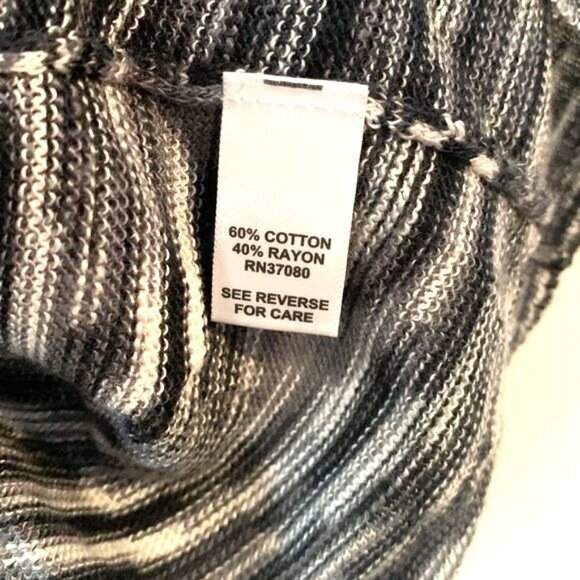 60% COTTON
40% RAYON
RN37080
SEE REVERSE
FOR CARE